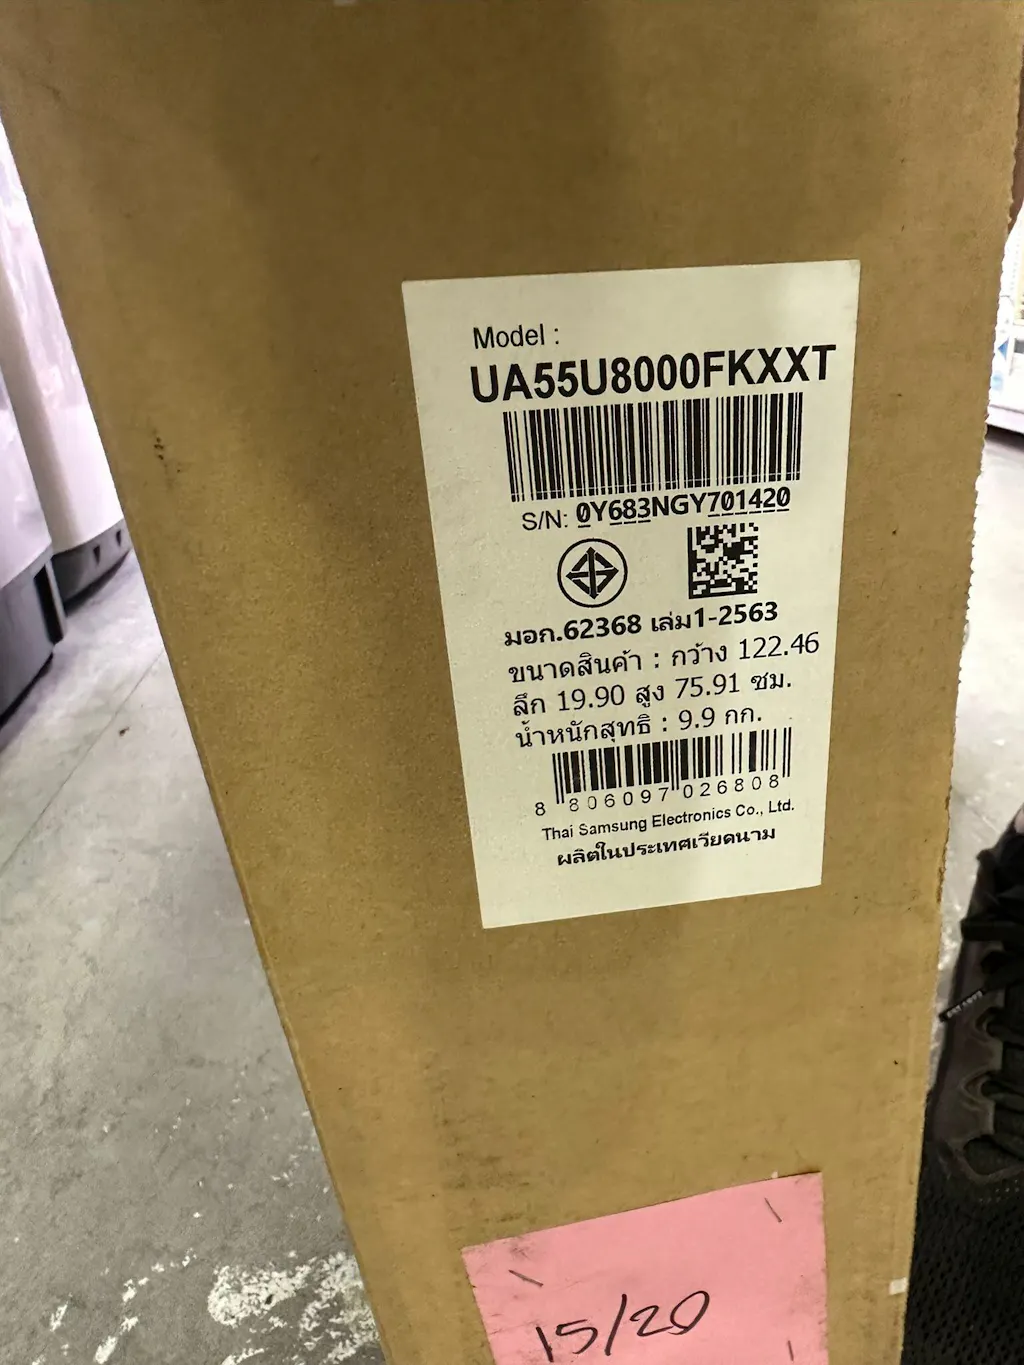 Model :
UA55U8000FKXXT
S/N: 0Y683NGY701420
มอก.62368 เล่ม1-2563
ขนาดสินค้า : กว้าง 122.46
ลึก 19.90 สูง 75.91 ซม.
น้ำหนักสุทธิ : 9.9 กก.
8 806097 026808
Thai Samsung Electronics Co., Ltd.
ผลิตในประเทศเวียดนาม
15/20